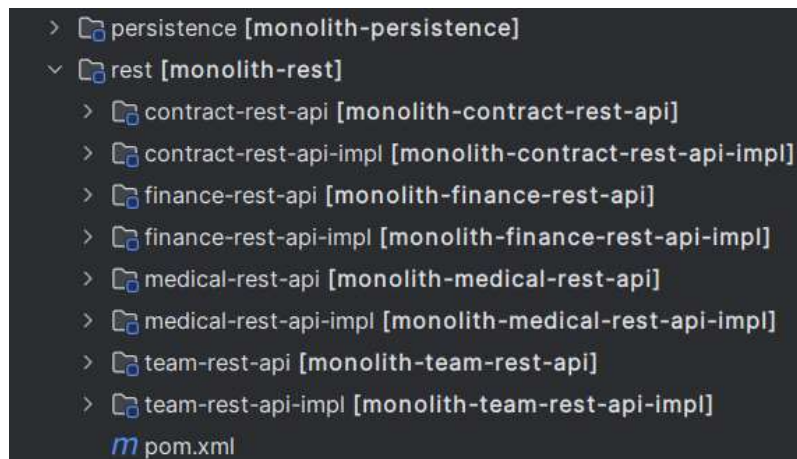 persistence [monolith-persistence]
rest [monolith-rest]
contract-rest-api [monolith-contract-rest-api]
contract-rest-api-impl [monolith-contract-rest-api-impl]
finance-rest-api [monolith-finance-rest-api]
finance-rest-api-impl [monolith-finance-rest-api-impl]
medical-rest-api [monolith-medical-rest-api]
medical-rest-api-impl [monolith-medical-rest-api-impl]
team-rest-api [monolith-team-rest-api]
team-rest-api-impl [monolith-team-rest-api-impl]
m pom.xml